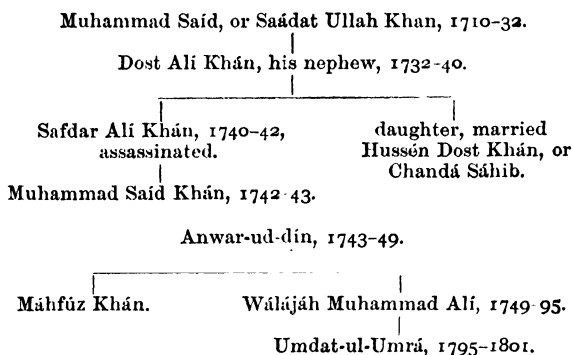 Muhammad Saíd, or Saádat Ullah Khan, 1710-32.
Dost Alí Khán, his nephew, 1732-40.
Safdar Alí Khán, 1740-42,
assassinated.
daughter, married
Hussén Dost Khán, or
Chandá Sáhib.
Muhammad Saíd Khán, 1742-43.
Anwar-ud-dín, 1743-49.
Máhfúz Khán.
Wálájáh Muhammad Alí, 1749-95.
Umdat-ul-Umrá, 1795-1801.